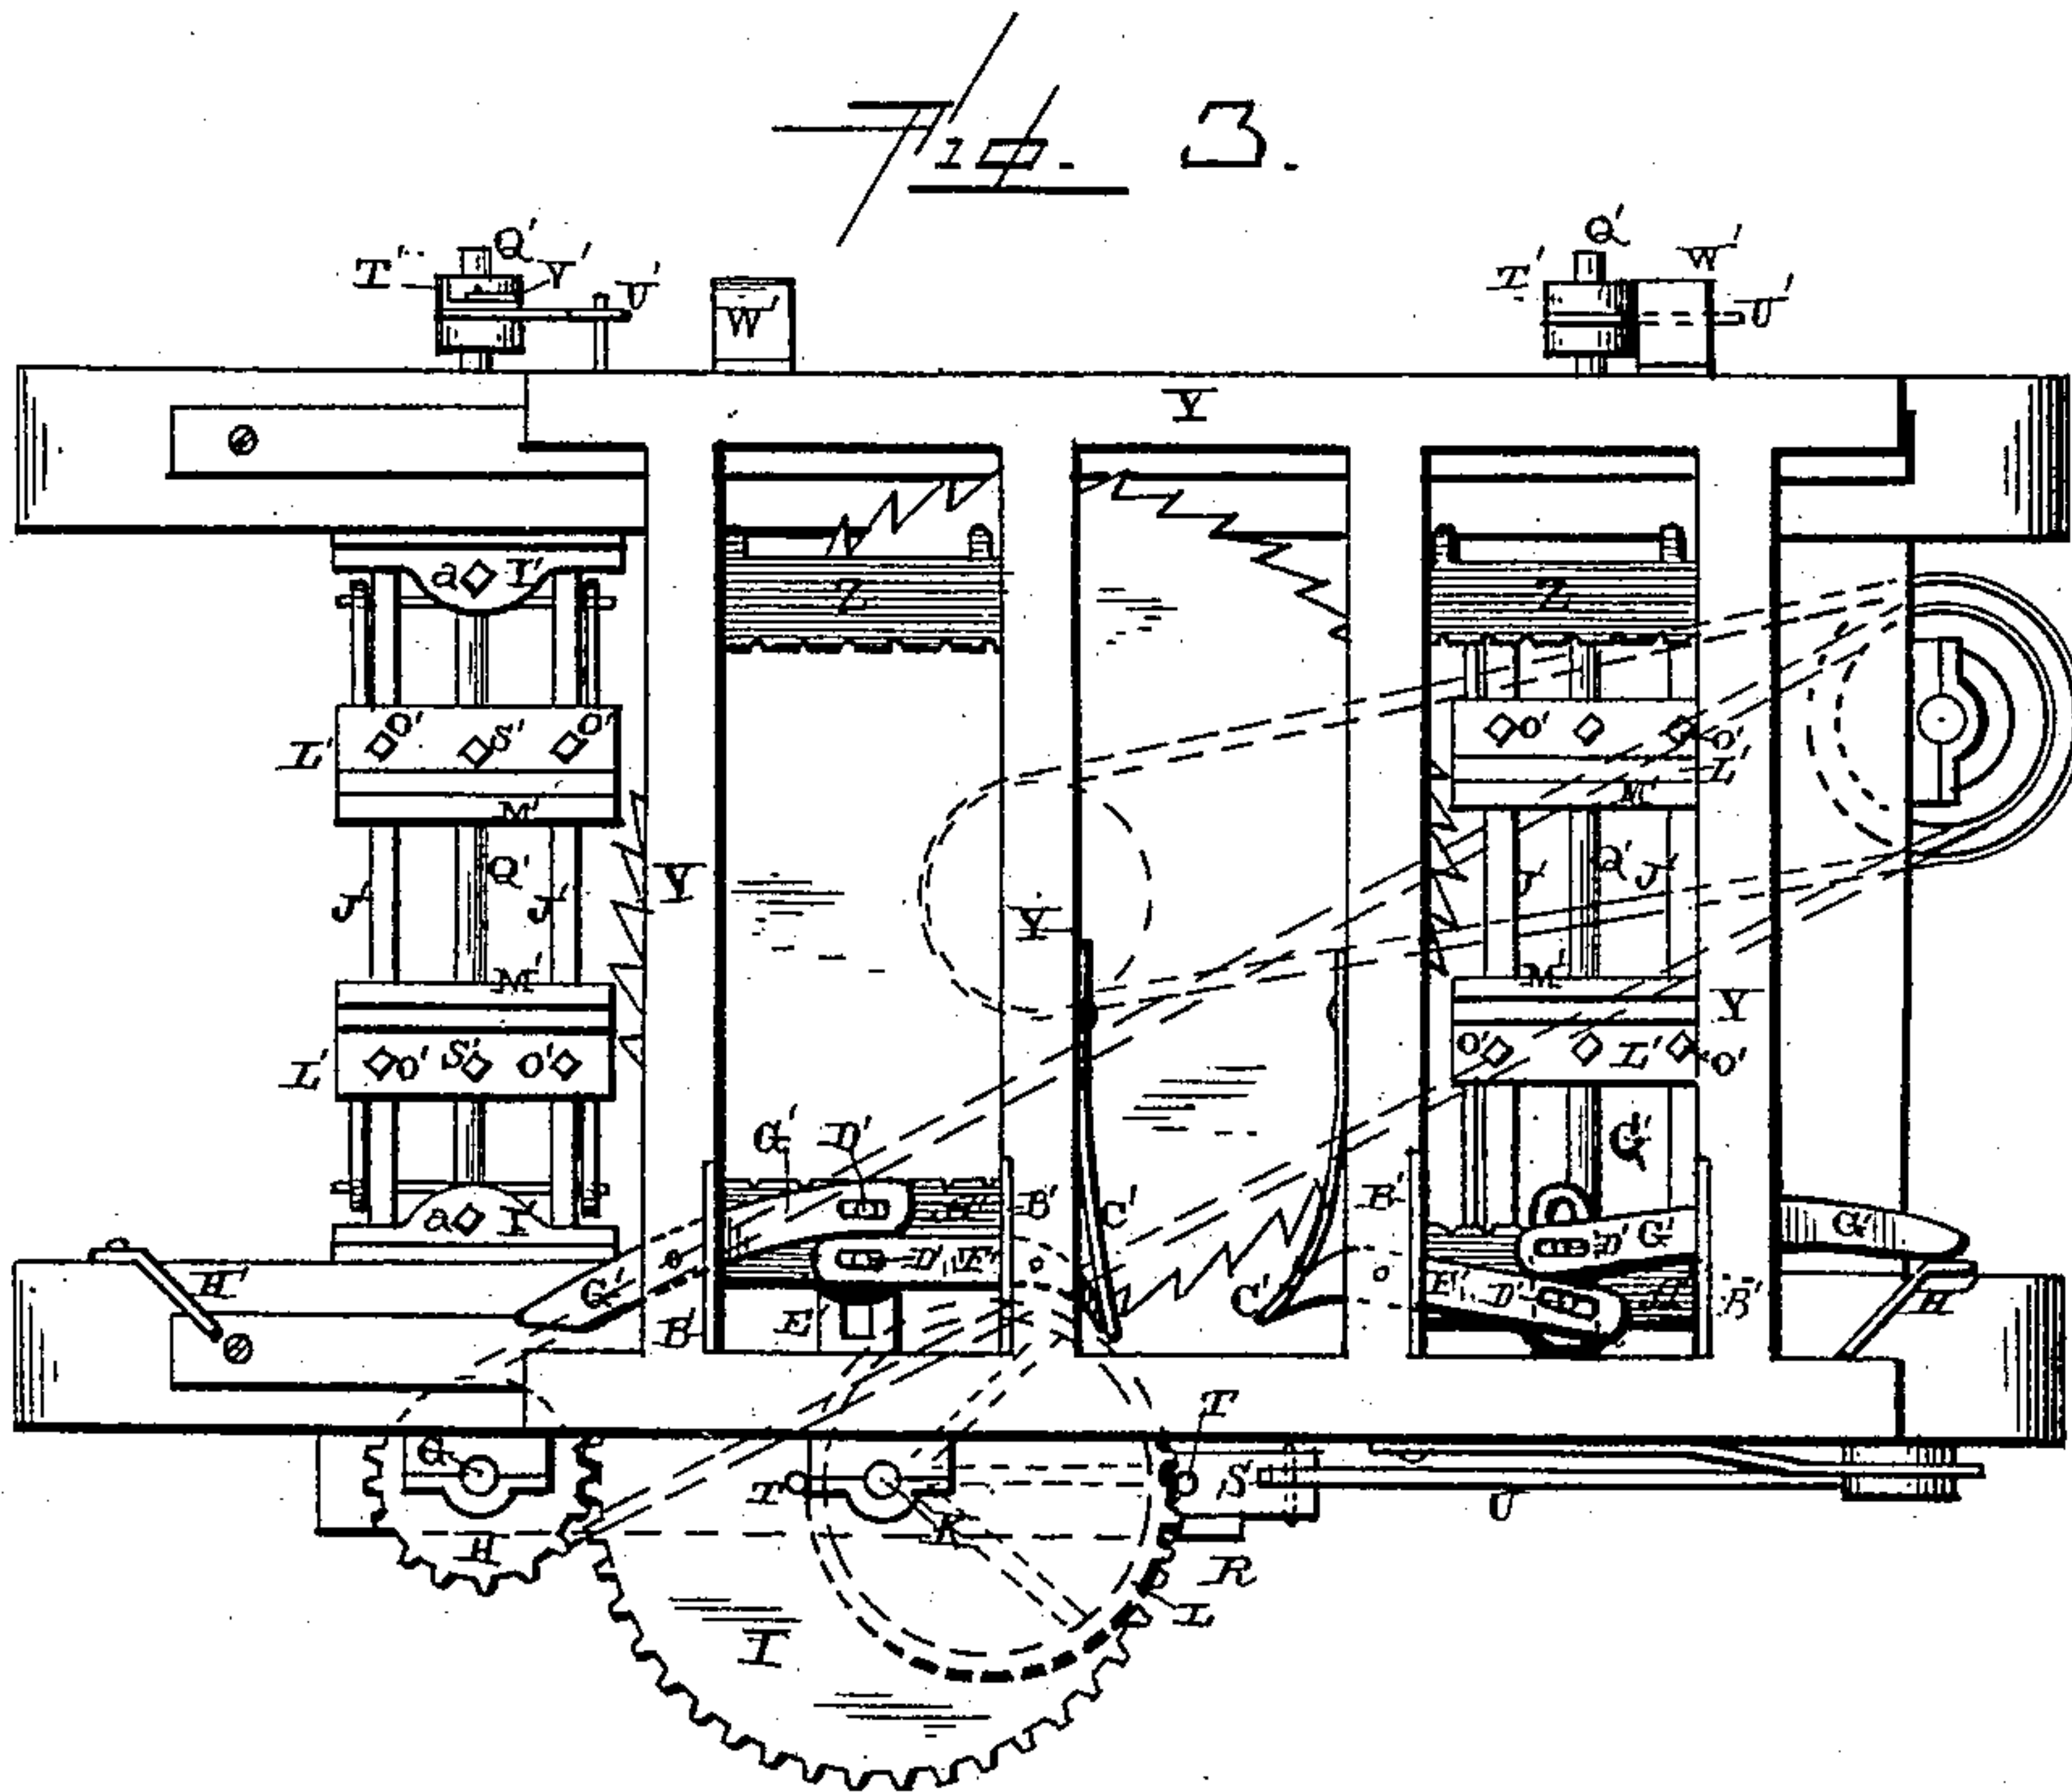 Fig. 3.
Q' Q'
T' V' U' W' T' W' U'
Y
a I'
Z Z
L' O' S' O' O' O' L'
M' M'
J' Q' J' Y Y J' Q' J'
M' M' Y
L' O' S' O' O' L' O'
G' D' G'
a I' H' B' C' B' D' G' G'
H' G' o D' E' o C' o E' D' H' B' H'
B' E'
G T K T S U
H R
I L